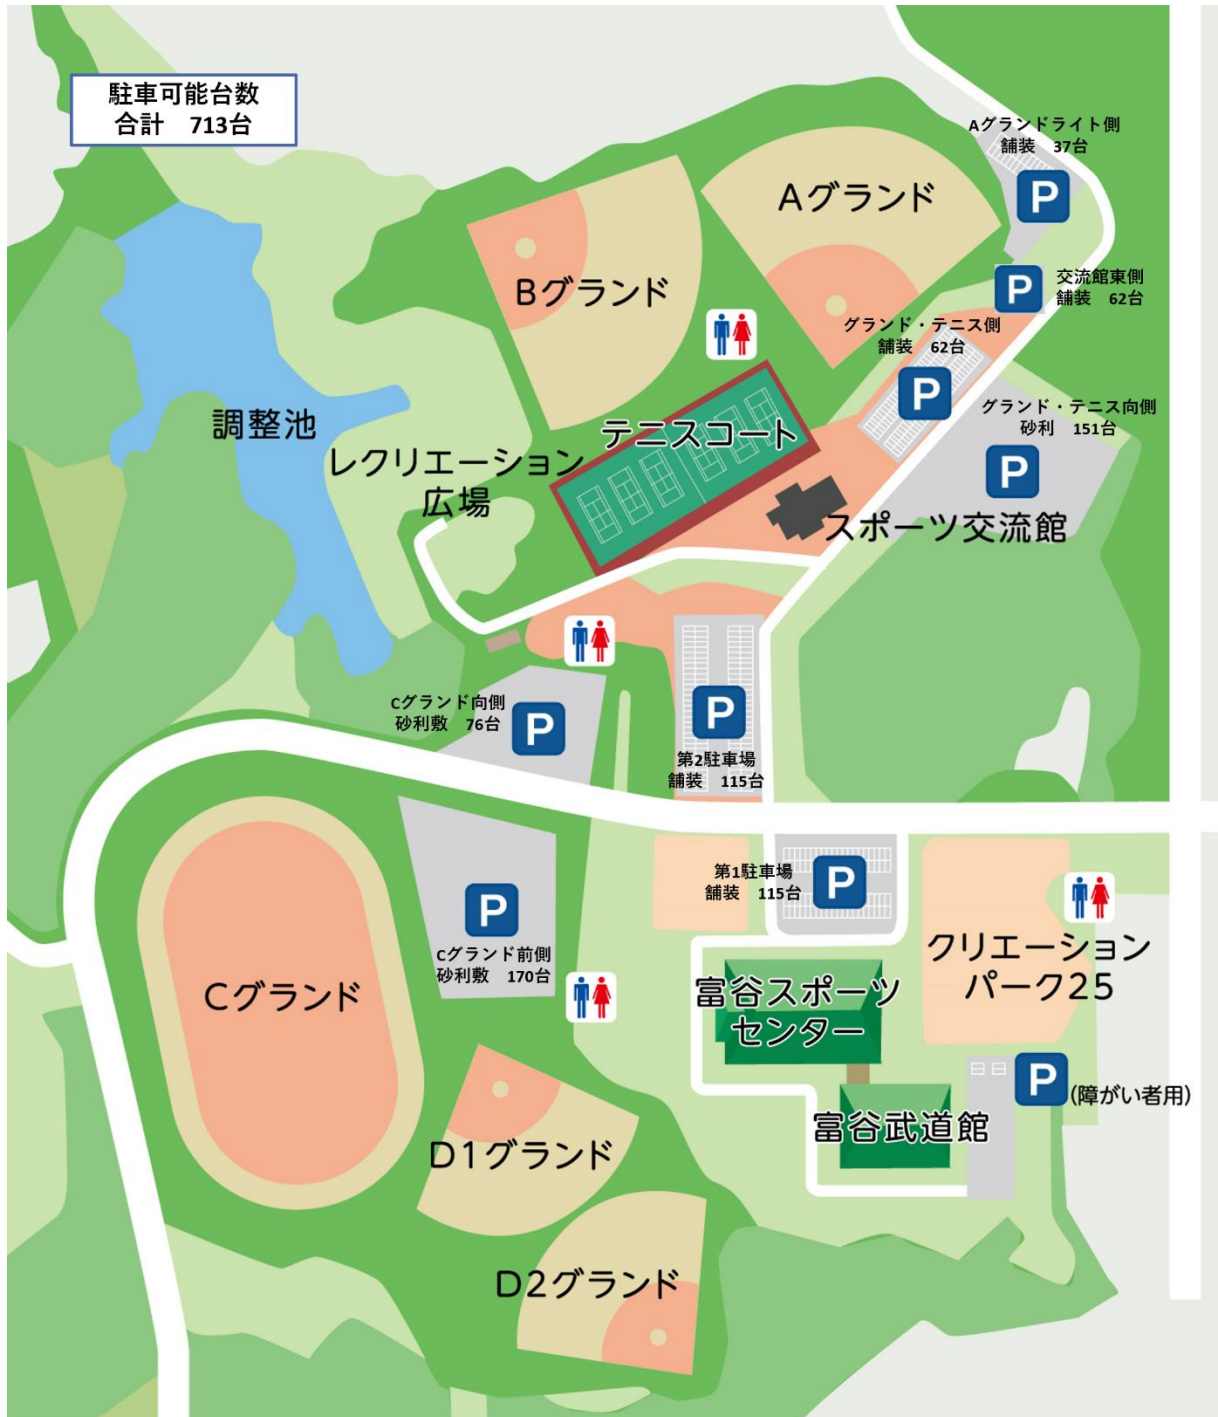 駐車可能台数
合計　713台
Aグランドライト側
舗装　37台
P
Aグランド
Bグランド
P
交流館東側
舗装　62台
グランド・テニス側
舗装　62台
P
グランド・テニス向側
砂利　151台
P
調整池
テニスコート
レクリエーション
広場
スポーツ交流館
Cグランド向側
砂利敷　76台
P
P
第2駐車場
舗装　115台
第1駐車場
舗装　115台
P
P
Cグランド前側
砂利敷　170台
Cグランド
クリエーション
パーク25
富谷スポーツ
センター
P
(障がい者用)
富谷武道館
D1グランド
D2グランド